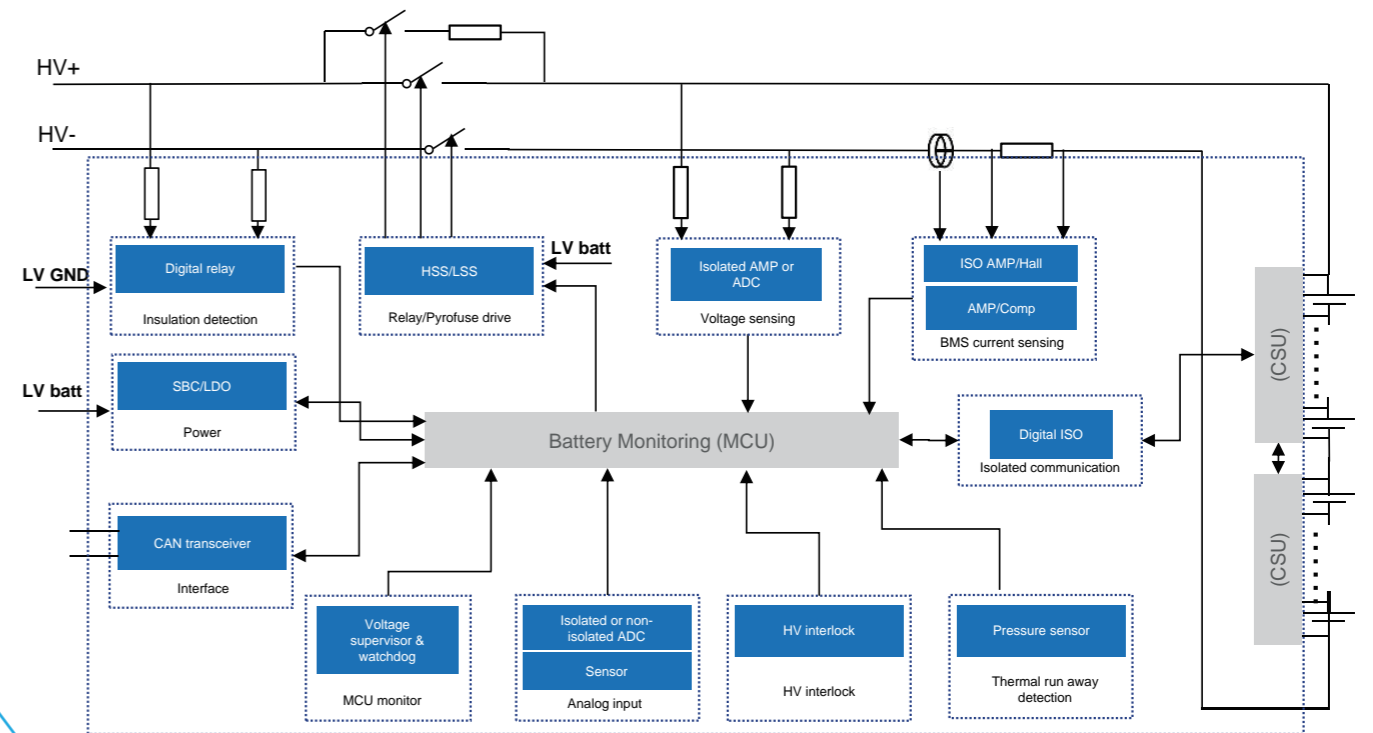 HV+
HV-
LV GND
Digital relay
Insulation detection
HSS/LSS
Relay/Pyrofuse drive
LV batt
Isolated AMP or
ADC
Voltage sensing
ISO AMP/Hall
AMP/Comp
BMS current sensing
(CSU)
LV batt
SBC/LDO
Power
Battery Monitoring (MCU)
Digital ISO
Isolated communication
(CSU)
CAN transceiver
Interface
Voltage
supervisor &
watchdog
MCU monitor
Isolated or non-
isolated ADC
Sensor
Analog input
HV interlock
HV interlock
Pressure sensor
Thermal run away
detection